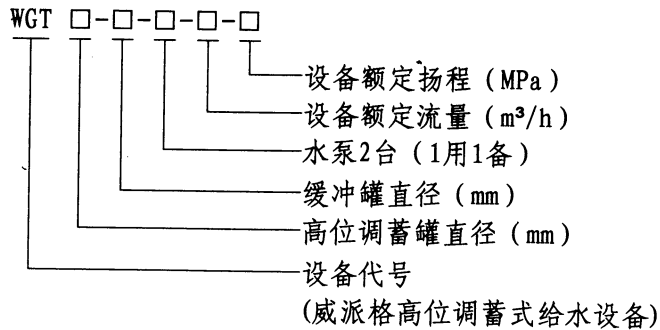 WGT □-□-□-□-□
设备额定扬程（MPa）
设备额定流量（m³/h）
水泵2台（1用1备）
缓冲罐直径（mm）
高位调蓄罐直径（mm）
设备代号
(威派格高位调蓄式给水设备)